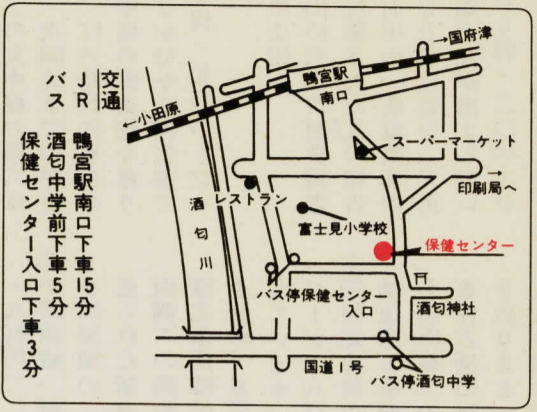 交通
JR 鴨宮駅南口下車15分
バス 酒匂中学前下車5分
保健センター入口下車3分
→国府津
鴨宮駅
南口
←小田原
スーパーマーケット
→
印刷局へ
レストラン
富士見小学校
酒匂川
保健センター
バス停保健センター
入口
酒匂神社
国道1号
バス停酒匂中学